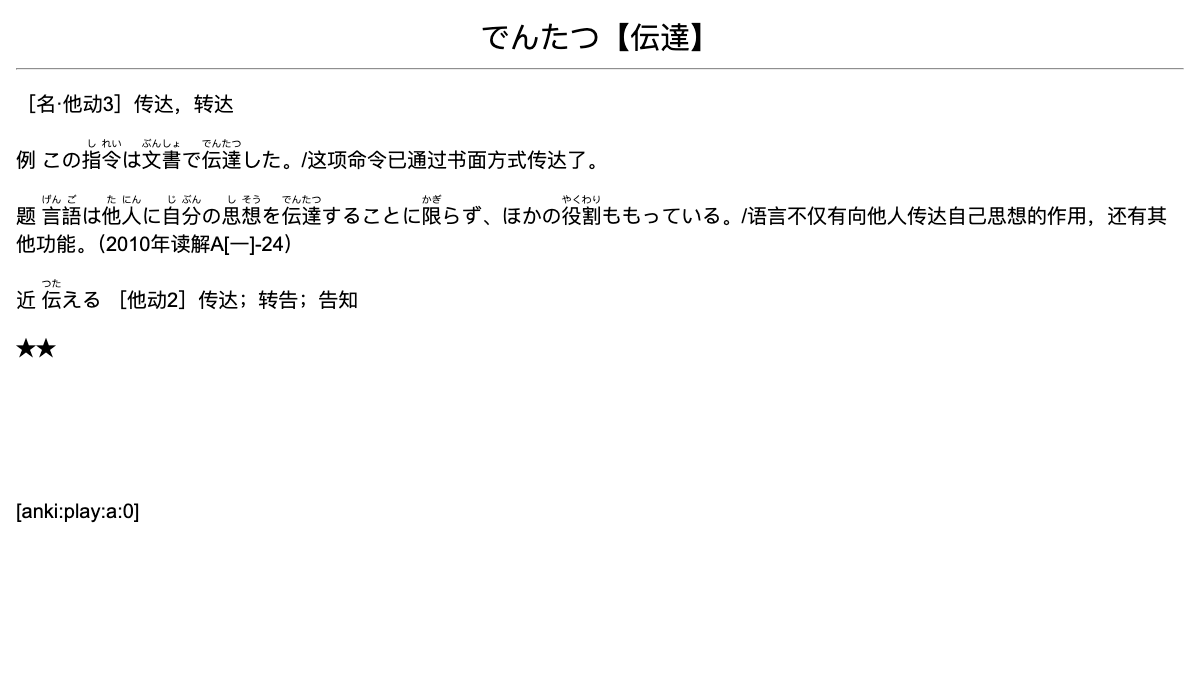 でんたつ【伝達】
［名·他动3］传达，转达
しれい ぶんしょ でんたつ
例 この指令は文書で伝達した。/这项命令已通过书面方式传达了。
げんご たにん じぶん しそう でんたつ かぎ やくわり
题 言語は他人に自分の思想を伝達することに限らず、ほかの役割ももっている。/语言不仅有向他人传达自己思想的作用，还有其
他功能。（2010年读解A[一]-24）
つた
近 伝える ［他动2］传达；转告；告知
★★
[anki:play:a:0]